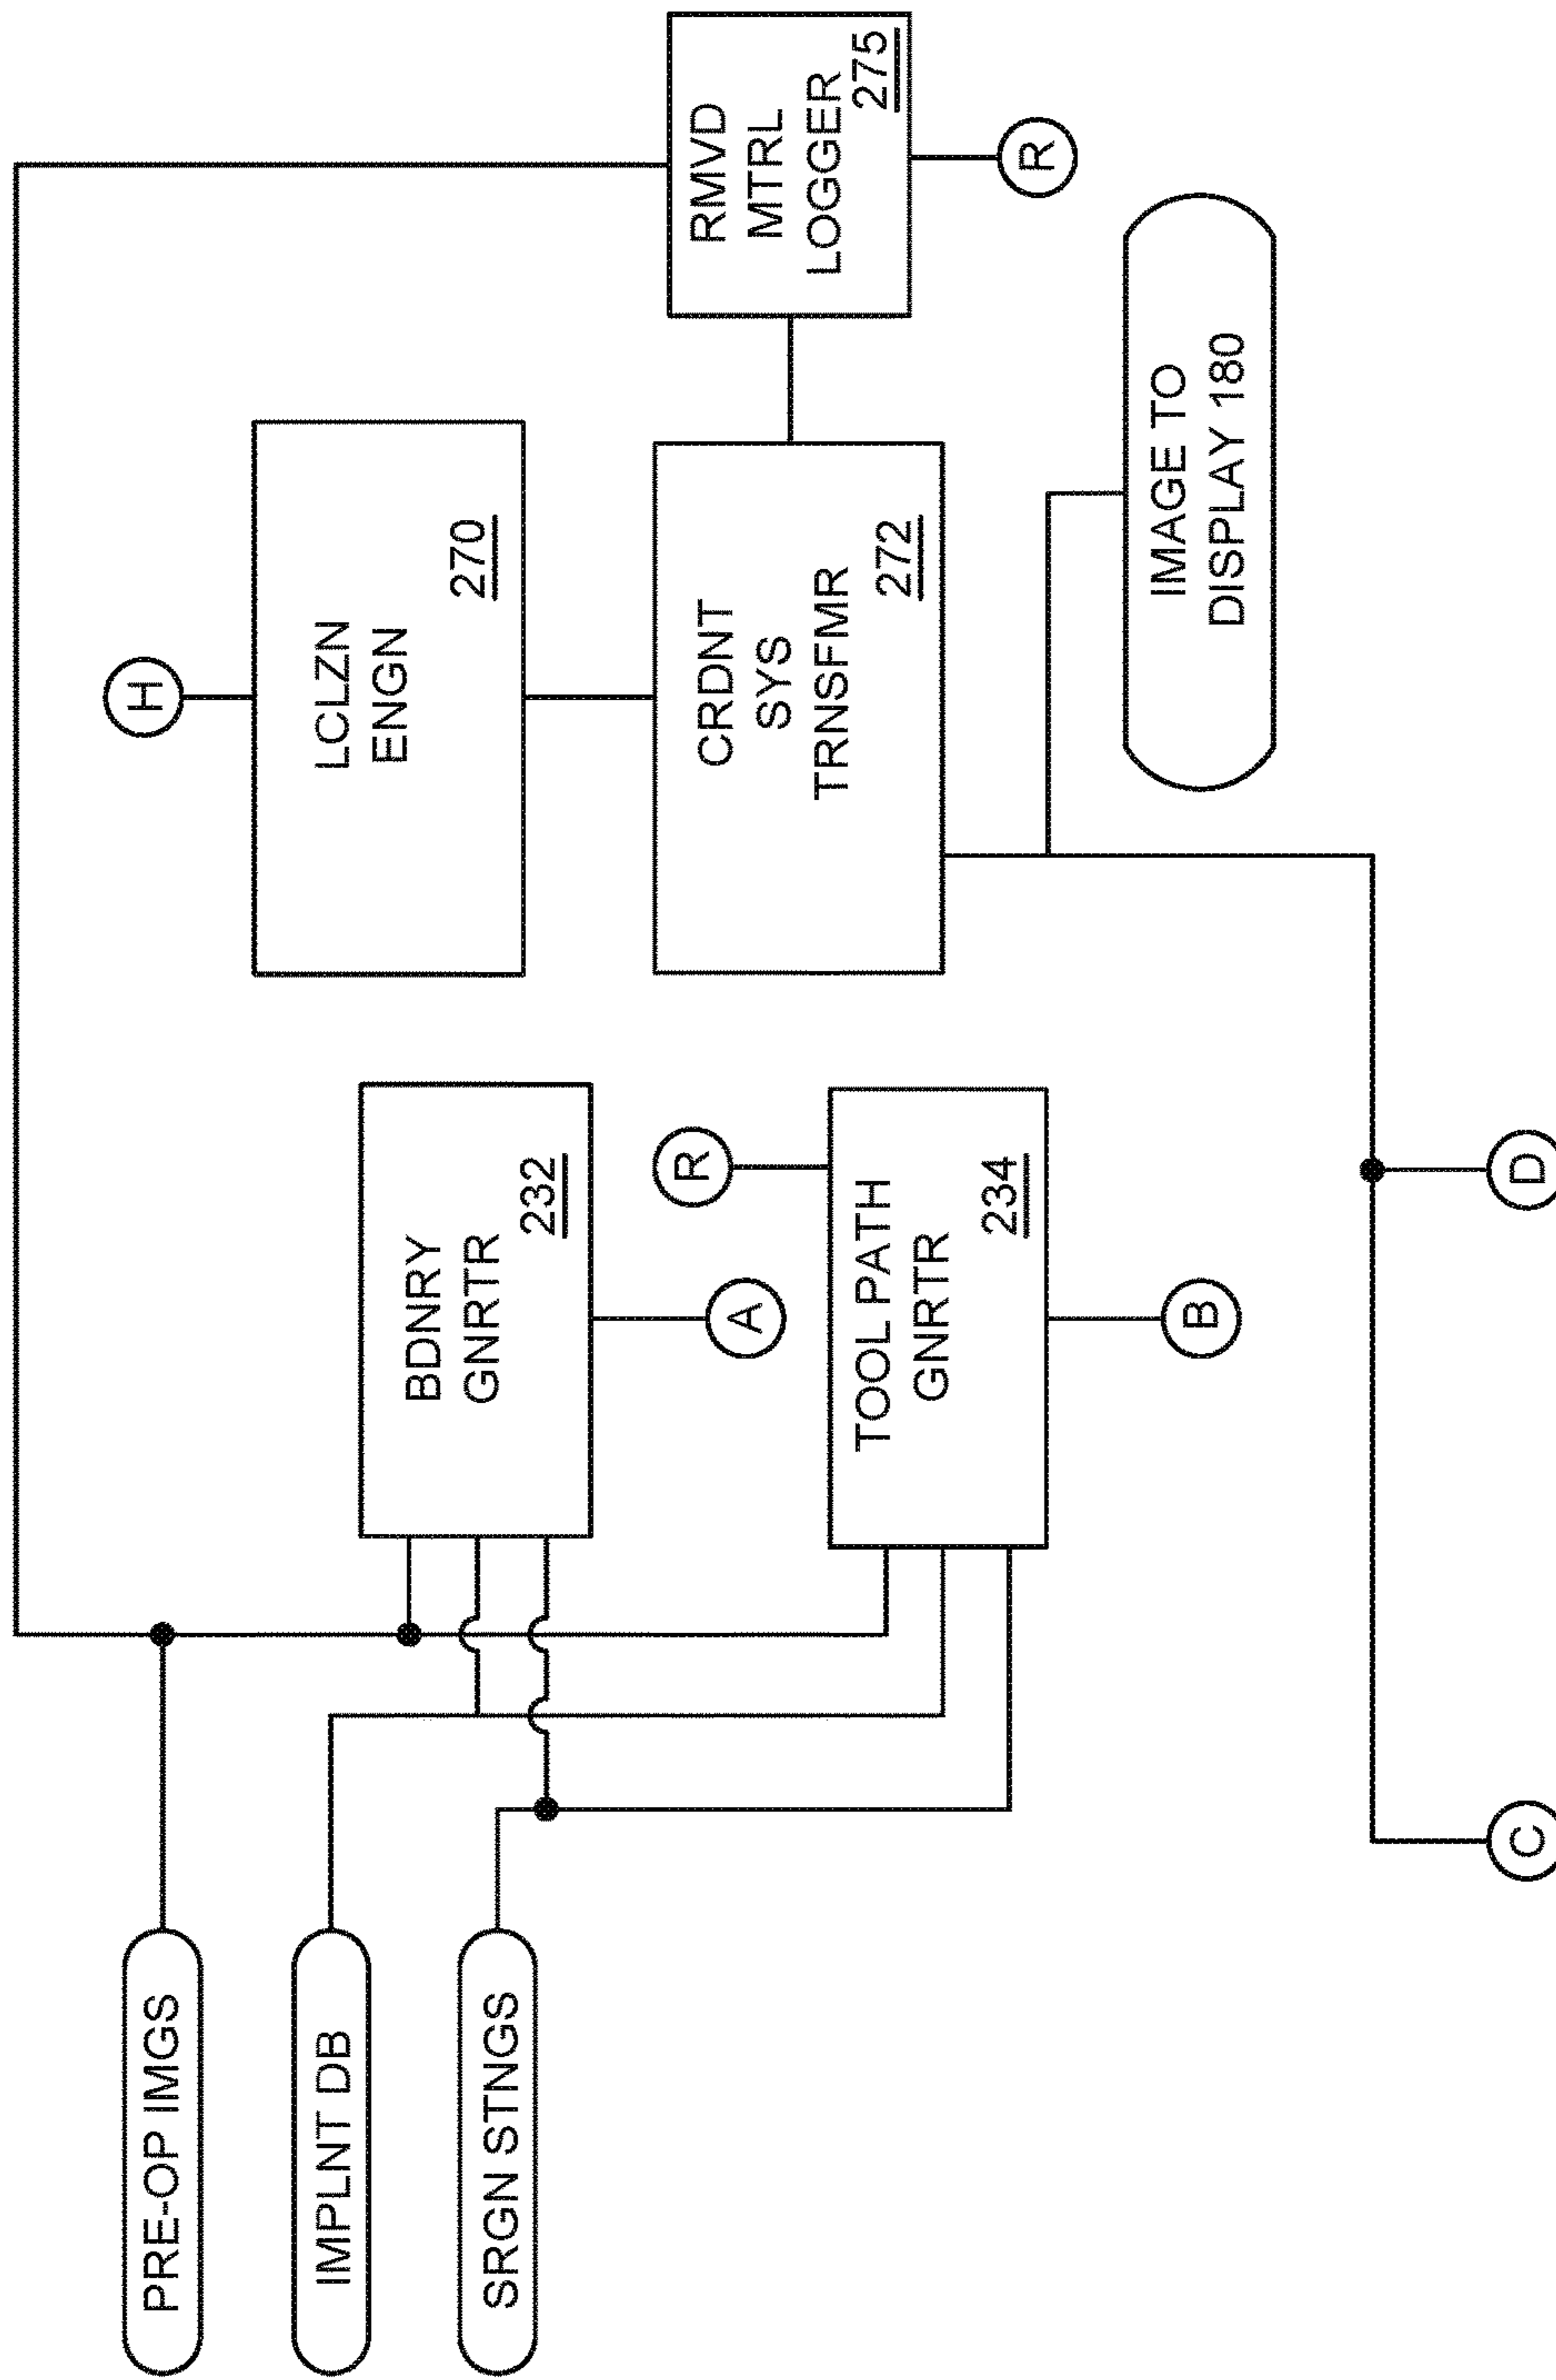 PRE-OP IMGS
IMPLNT DB
SRGN STNGS
BDNRY
GNRTR
232
A
R
TOOL PATH
GNRTR
234
B
H
LCLZN
ENGN
270
CRDNT
SYS
TRNSFMR
272
RMVD
MTRL
LOGGER
275
R
IMAGE TO
DISPLAY 180
C
D